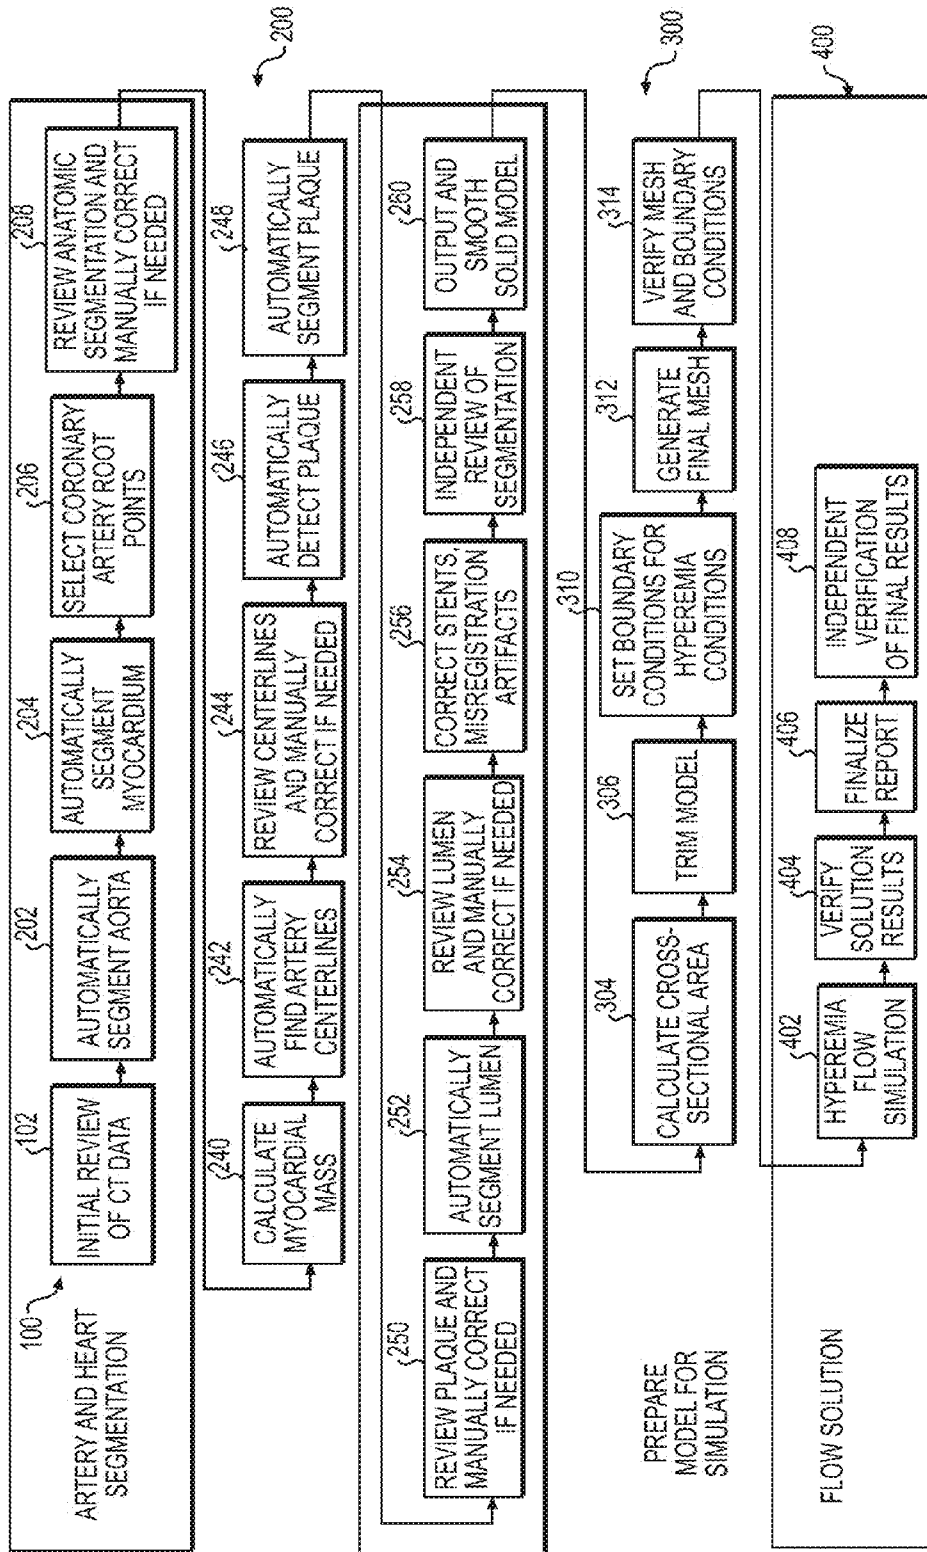 ARTERY AND HEART
SEGMENTATION
100
102
INITIAL REVIEW
OF CT DATA
202
AUTOMATICALLY
SEGMENT AORTA
204
AUTOMATICALLY
SEGMENT
MYOCARDIUM
206
SELECT CORONARY
ARTERY ROOT
POINTS
208
REVIEW ANATOMIC
SEGMENTATION AND
MANUALLY CORRECT
IF NEEDED
200
240
CALCULATE
MYOCARDIAL
MASS
242
AUTOMATICALLY
FIND ARTERY
CENTERLINES
244
REVIEW CENTERLINES
AND MANUALLY
CORRECT IF NEEDED
246
AUTOMATICALLY
DETECT PLAQUE
248
AUTOMATICALLY
SEGMENT PLAQUE
250
REVIEW PLAQUE AND
MANUALLY CORRECT
IF NEEDED
252
AUTOMATICALLY
SEGMENT LUMEN
254
REVIEW LUMEN
AND MANUALLY
CORRECT IF NEEDED
256
CORRECT STENTS,
MISREGISTRATION
ARTIFACTS
258
INDEPENDENT
REVIEW OF
SEGMENTATION
260
OUTPUT AND
SMOOTH
SOLID MODEL
PREPARE
MODEL FOR
SIMULATION
300
304
CALCULATE CROSS-
SECTIONAL AREA
306
TRIM MODEL
310
SET BOUNDARY
CONDITIONS FOR
HYPEREMIA
CONDITIONS
312
GENERATE
FINAL MESH
314
VERIFY MESH
AND BOUNDARY
CONDITIONS
FLOW SOLUTION
400
402
HYPEREMIA
FLOW
SIMULATION
404
VERIFY
SOLUTION
RESULTS
406
FINALIZE
REPORT
408
INDEPENDENT
VERIFICATION
OF FINAL RESULTS